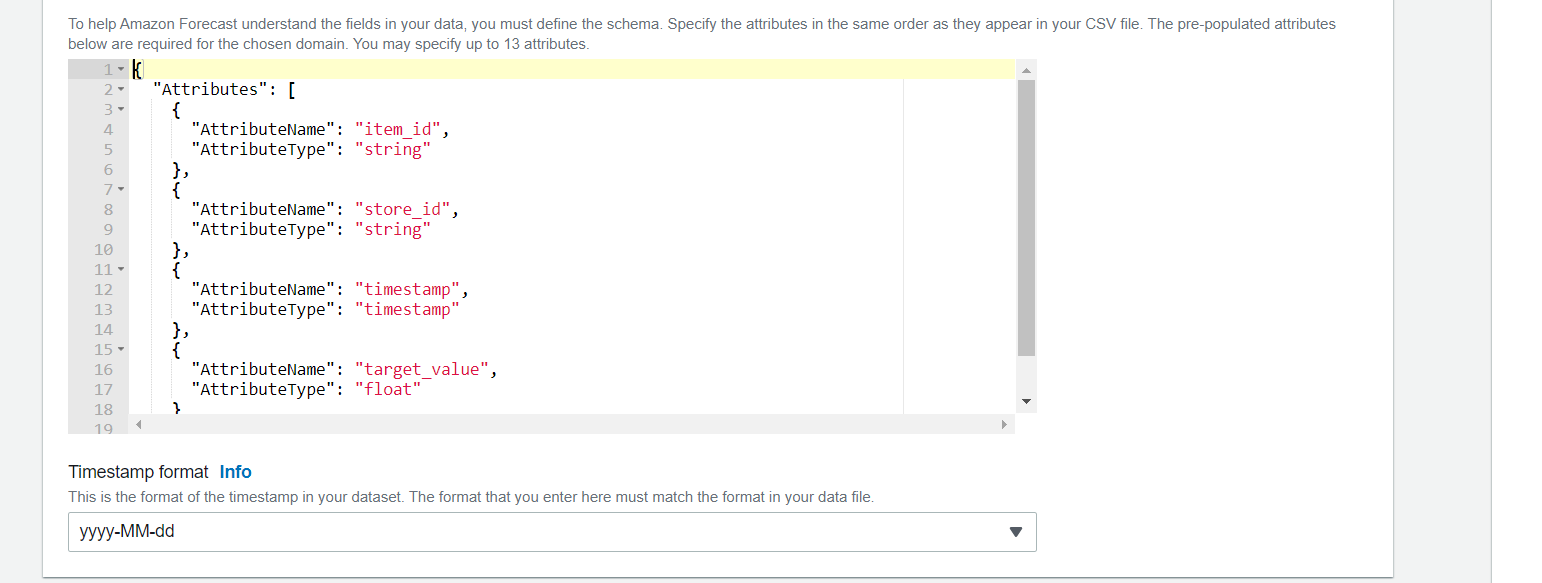 To help Amazon Forecast understand the fields in your data, you must define the schema. Specify the attributes in the same order as they appear in your CSV file. The pre-populated attributes
below are required for the chosen domain. You may specify up to 13 attributes.
1 {
2 "Attributes": [
3 {
4 "AttributeName": "item_id",
5 "AttributeType": "string"
6 },
7 {
8 "AttributeName": "store_id",
9 "AttributeType": "string"
10 },
11 {
12 "AttributeName": "timestamp",
13 "AttributeType": "timestamp"
14 },
15 {
16 "AttributeName": "target_value",
17 "AttributeType": "float"
18 }
19
Timestamp format Info
This is the format of the timestamp in your dataset. The format that you enter here must match the format in your data file.
yyyy-MM-dd